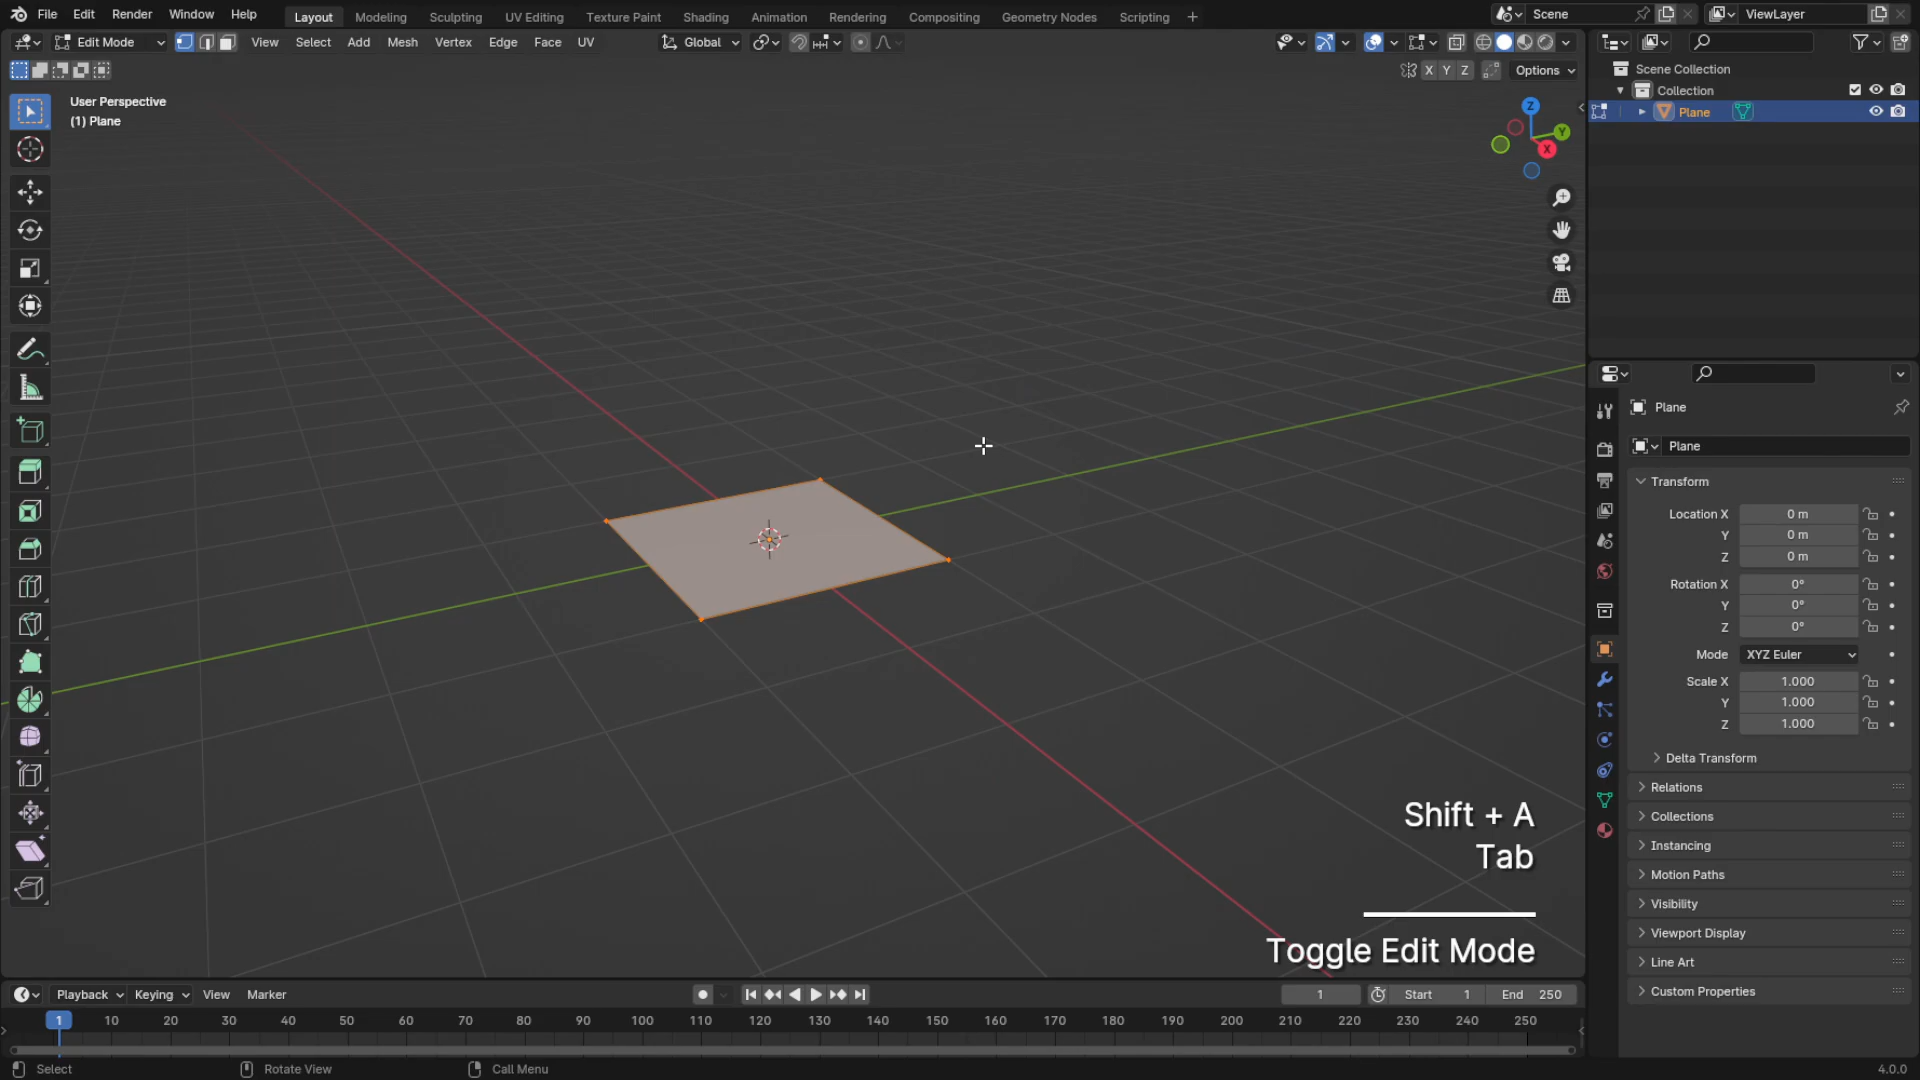 File Edit Render Window Help Layout Modeling Sculpting UV Editing Texture Paint Shading Animation Rendering Compositing Geometry Nodes Scripting + Scene ViewLayer
Edit Mode View Select Add Mesh Vertex Edge Face UV Global
X Y Z Options
User Perspective
(1) Plane
Z
Y
X
Scene Collection
Collection
Plane
Plane
Plane
Transform
Location X 0 m
Y 0 m
Z 0 m
Rotation X 0°
Y 0°
Z 0°
Mode XYZ Euler
Scale X 1.000
Y 1.000
Z 1.000
Delta Transform
Relations
Collections
Instancing
Motion Paths
Visibility
Viewport Display
Line Art
Custom Properties
Shift + A
Tab
Toggle Edit Mode
Playback Keying View Marker 1 Start 1 End 250
1 10 20 30 40 50 60 70 80 90 100 110 120 130 140 150 160 170 180 190 200 210 220 230 240 250
Select Rotate View Call Menu 4.0.0